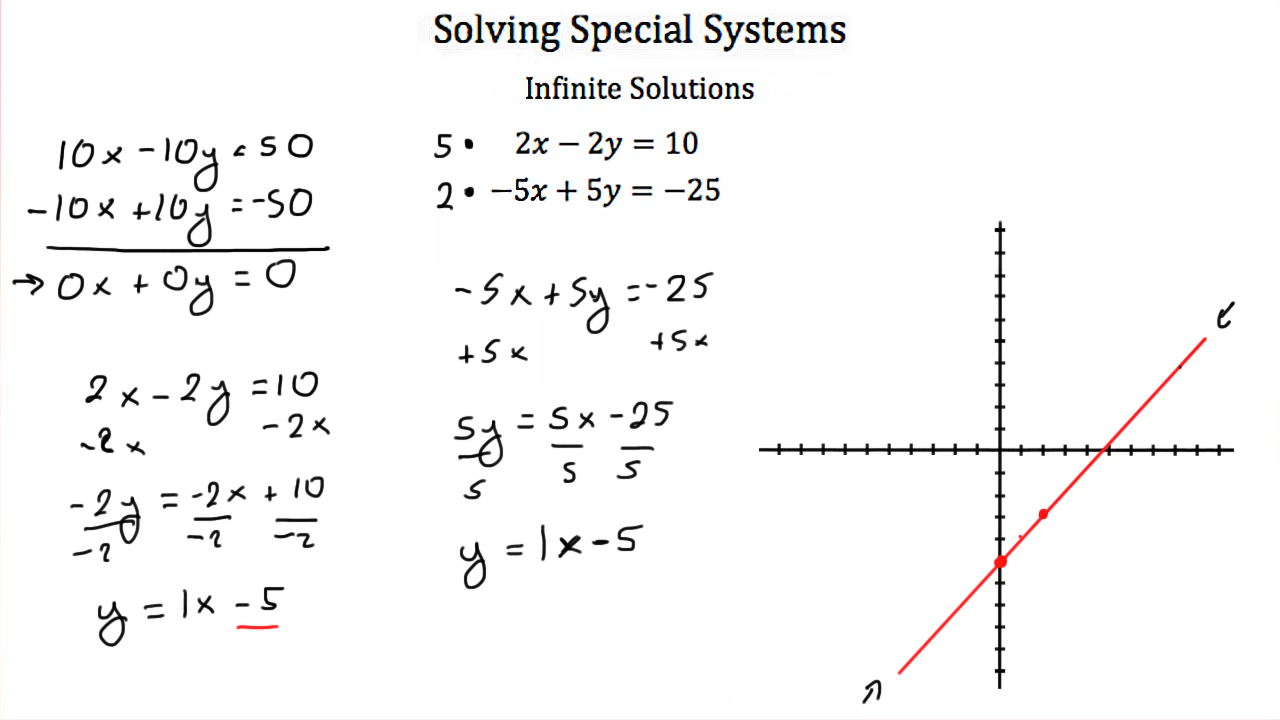 Solving Special Systems
Infinite Solutions
5 • 2x − 2y = 10
2 • −5x + 5y = −25
10x -10y = 50
-10x +10y = -50
→ 0x + 0y = 0
2x - 2y = 10
-2x -2x
-2y = -2x + 10
-2 -2 -2
y = 1x - 5
-5x + 5y = -25
+5x +5x
5y = 5x - 25
5 5 5
y = 1x - 5